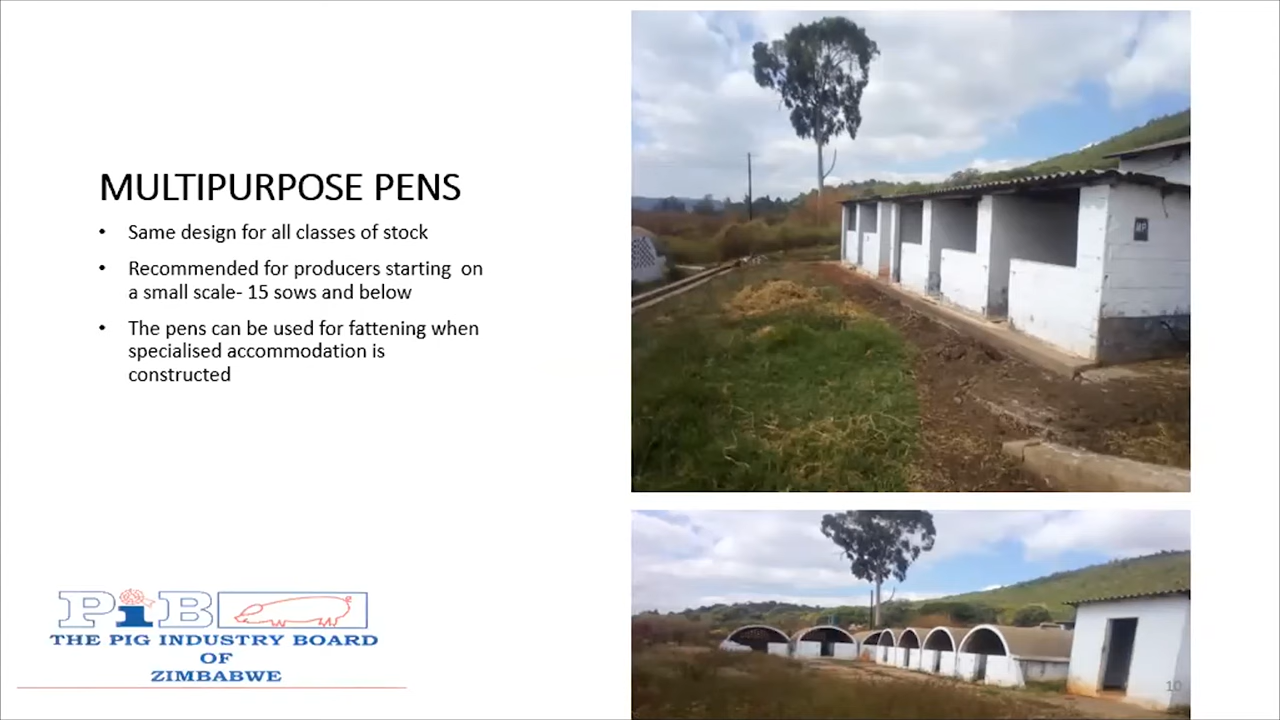 MULTIPURPOSE PENS
• Same design for all classes of stock
• Recommended for producers starting on
a small scale- 15 sows and below
• The pens can be used for fattening when
specialised accommodation is
constructed
MP
PiB
THE PIG INDUSTRY BOARD
OF
ZIMBABWE
10